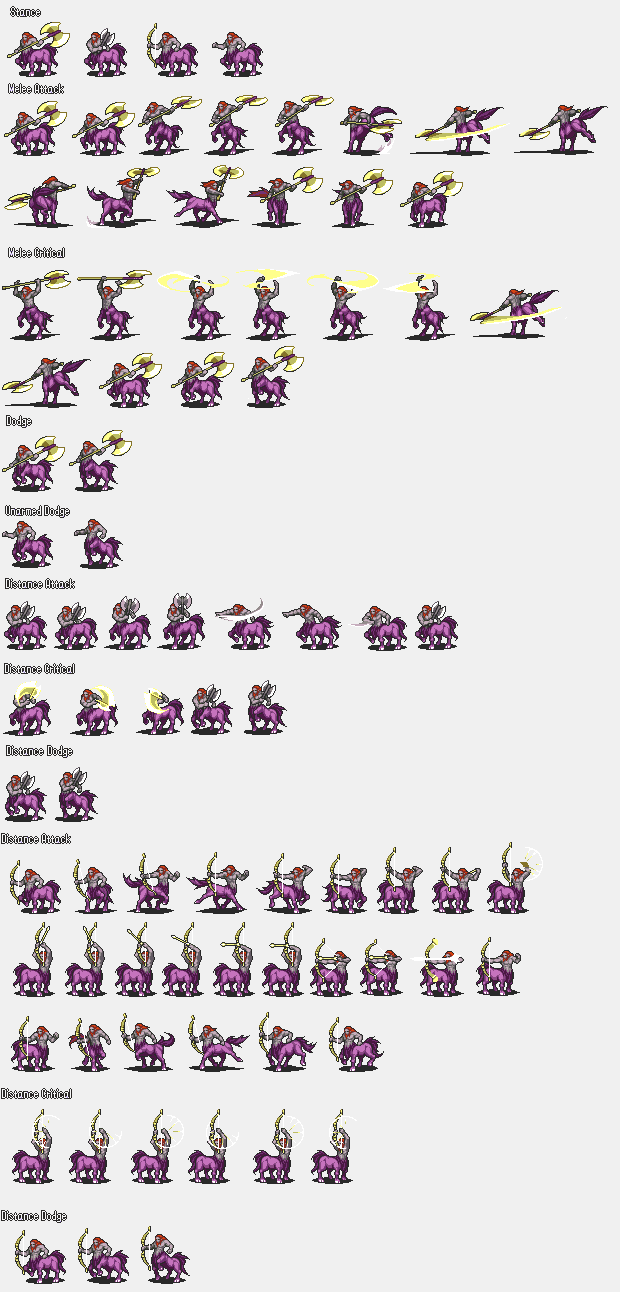 Stance
Melee Attack
Melee Critical
Dodge
Unarmed Dodge
Distance Attack
Distance Critical
Distance Dodge
Distance Attack
Distance Critical
Distance Dodge